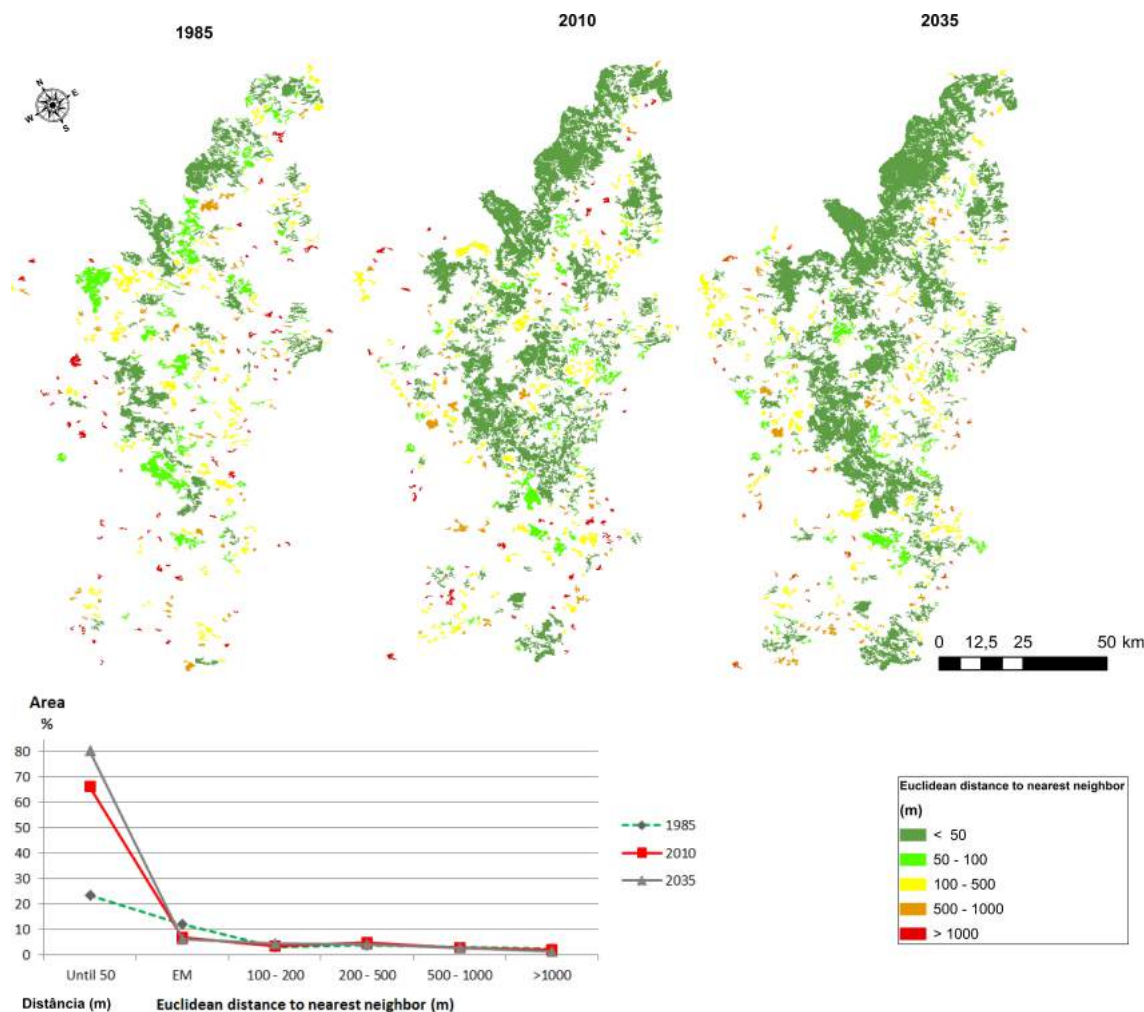 1985
2010
2035
N
E
W
S
0 12,5 25 50 km
Area
%
80
70
60
50
40
30
20
10
0
Until 50
EM
100 - 200
200 - 500
500 - 1000
>1000
Distância (m)
Euclidean distance to nearest neighbor (m)
1985
2010
2035
Euclidean distance to nearest neighbor
(m)
< 50
50 - 100
100 - 500
500 - 1000
> 1000